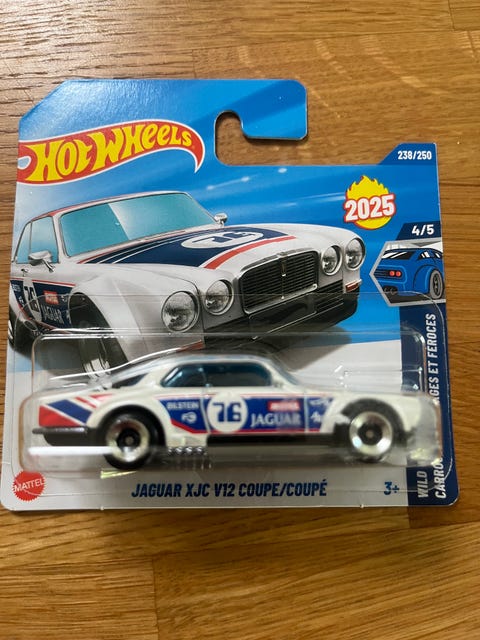 HOT WHEELS
238/250
2025
4/5
76
JAGUAR
BILSTEIN
76
JAGUAR
MATTEL
JAGUAR XJC V12 COUPE/COUPÉ
3+
WILD
CARRO
AGES ET FEROCES